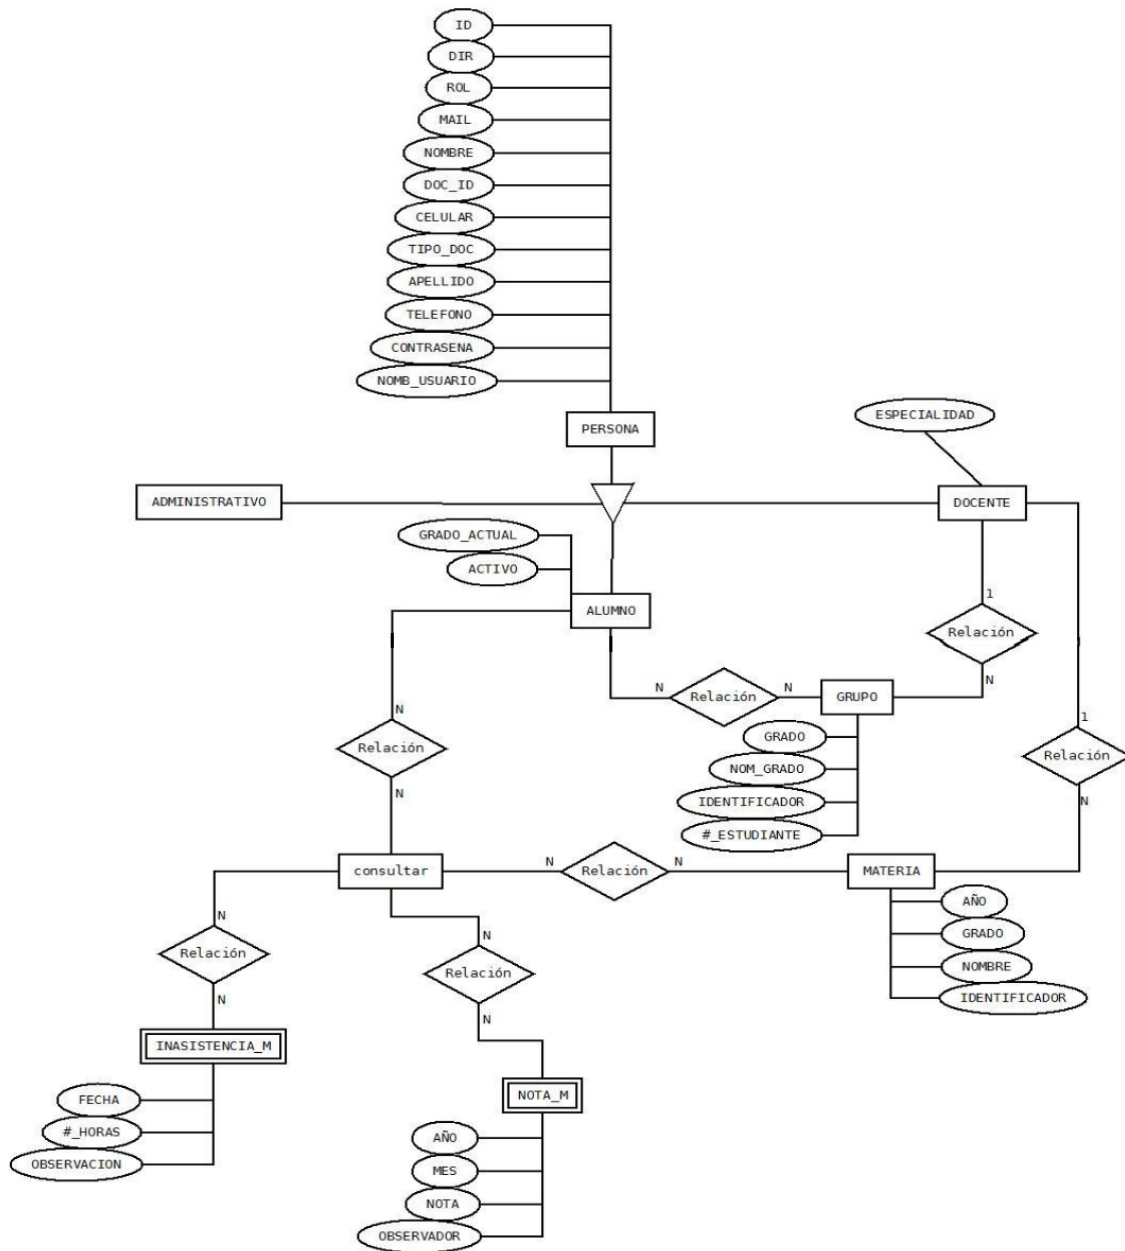 ID
DIR
ROL
MAIL
NOMBRE
DOC_ID
CELULAR
TIPO_DOC
APELLIDO
TELEFONO
CONTRASENA
NOMB_USUARIO
PERSONA
ESPECIALIDAD
ADMINISTRATIVO
DOCENTE
GRADO_ACTUAL
ACTIVO
ALUMNO
1
Relación
N
N
Relación
N
GRUPO
N
Relación
N
GRADO
NOM_GRADO
IDENTIFICADOR
#_ESTUDIANTE
1
Relación
N
consultar
N
Relación
N
MATERIA
AÑO
GRADO
NOMBRE
IDENTIFICADOR
N
Relación
N
N
Relación
N
INASISTENCIA_M
FECHA
#_HORAS
OBSERVACION
NOTA_M
AÑO
MES
NOTA
OBSERVADOR